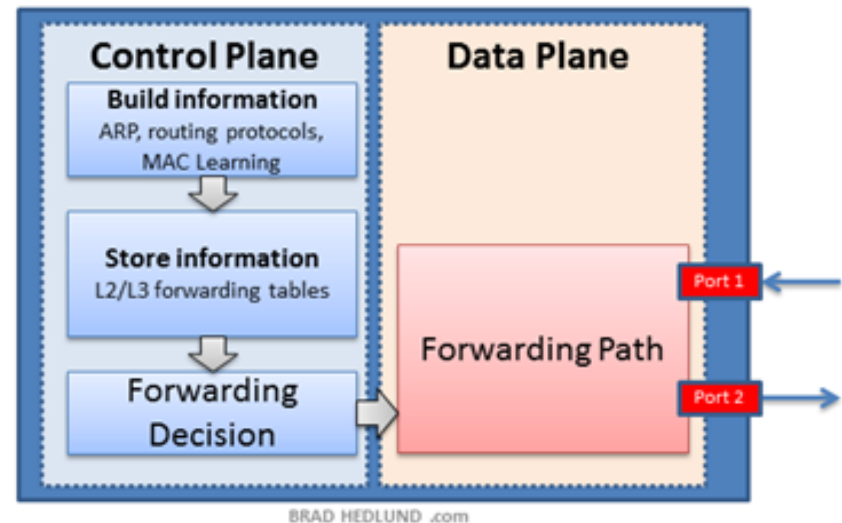 Control Plane
Build information
ARP, routing protocols,
MAC Learning
Store information
L2/L3 forwarding tables
Forwarding
Decision
Data Plane
Forwarding Path
Port 1
Port 2
BRAD HEDLUND .com